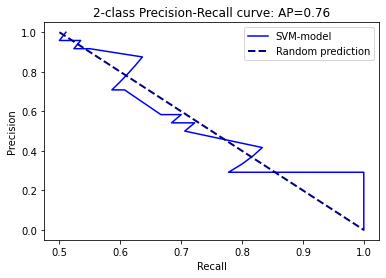 2-class Precision-Recall curve: AP=0.76
SVM-model
Random prediction
Precision
1.0
0.8
0.6
0.4
0.2
0.0
0.5
0.6
0.7
0.8
0.9
1.0
Recall